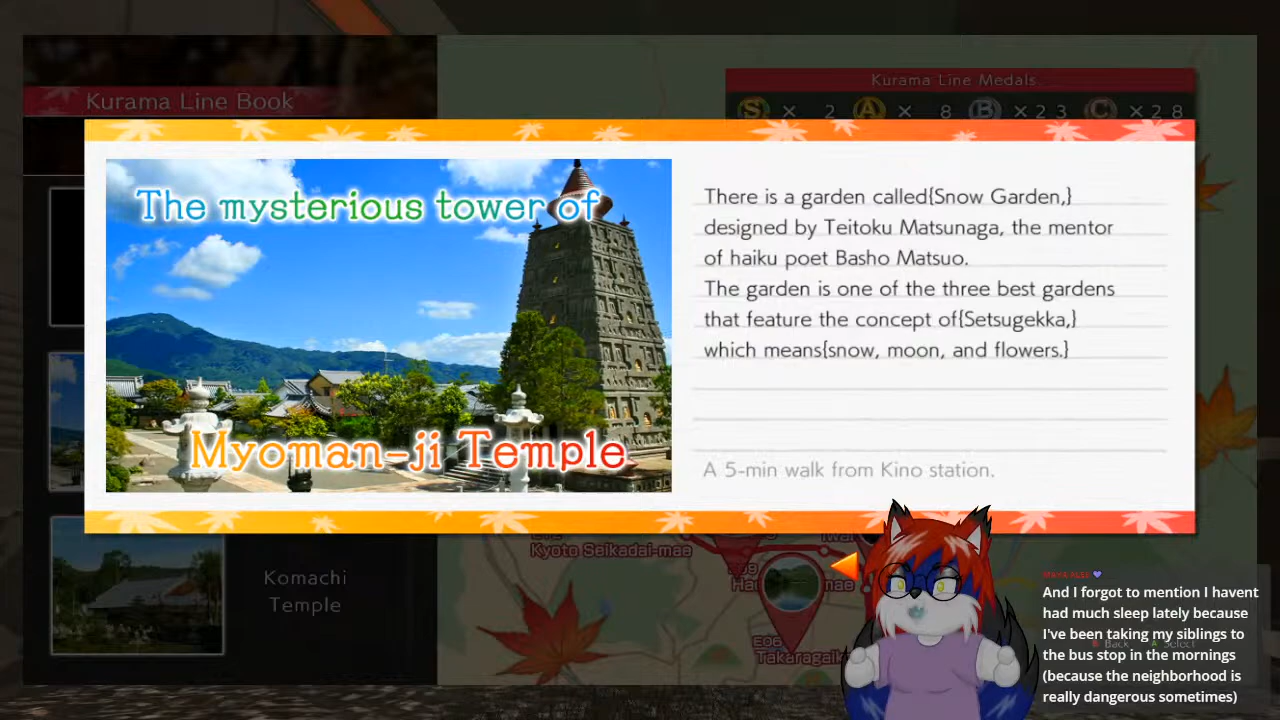 Kurama Line Book
Kurama Line Medals
S × 2 A × 8 B ×23 C ×28
The mysterious tower of
Myoman-ji Temple
There is a garden called{Snow Garden,}
designed by Teitoku Matsunaga, the mentor
of haiku poet Basho Matsuo.
The garden is one of the three best gardens
that feature the concept of{Setsugekka,}
which means{snow, moon, and flowers.}
A 5-min walk from Kino station.
Kyoto Seikadai-mae
Komachi
Temple
E06
And I forgot to mention I havent
had much sleep lately because
I've been taking my siblings to
the bus stop in the mornings
Back Select
(because the neighborhood is
really dangerous sometimes)